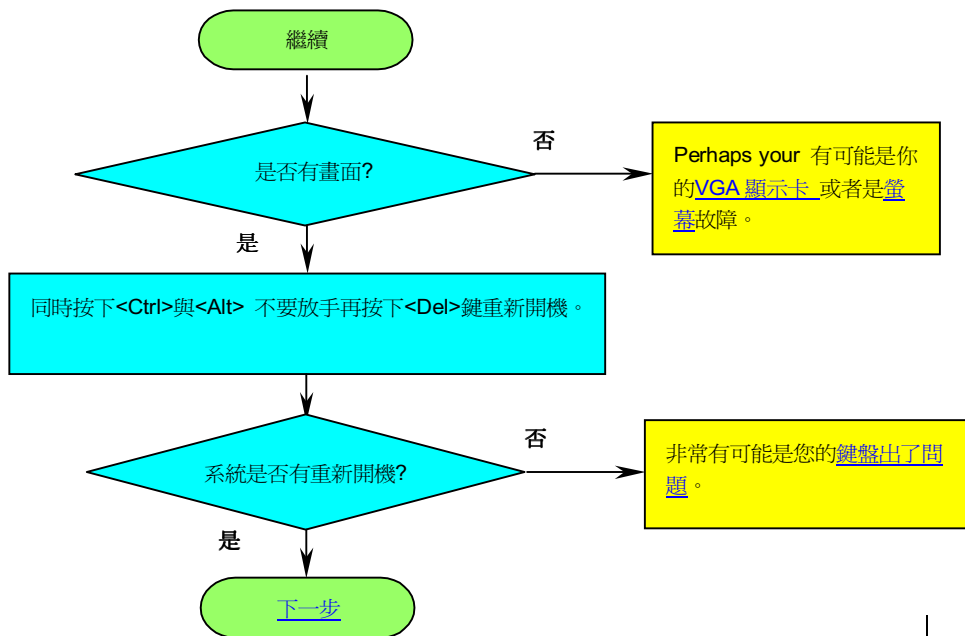 繼續
是否有畫面?
否
Perhaps your 有可能是你
的VGA 顯示卡 或者是螢
幕故障。
是
同時按下<Ctrl>與<Alt> 不要放手再按下<Del>鍵重新開機。
系統是否有重新開機?
否
非常有可能是您的鍵盤出了問
題。
是
下一步